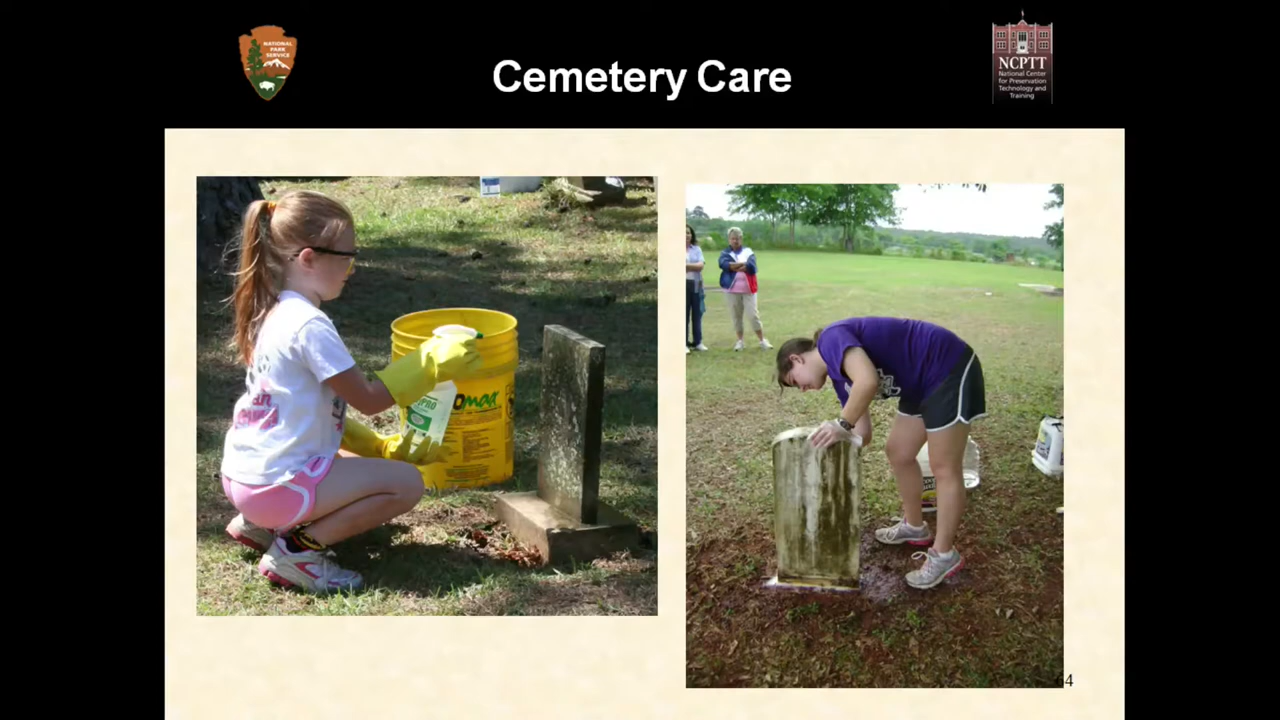 NATIONAL
PARK
SERVICE
Cemetery Care
NCPTT
National Center
for Preservation
Technology and
Training
64